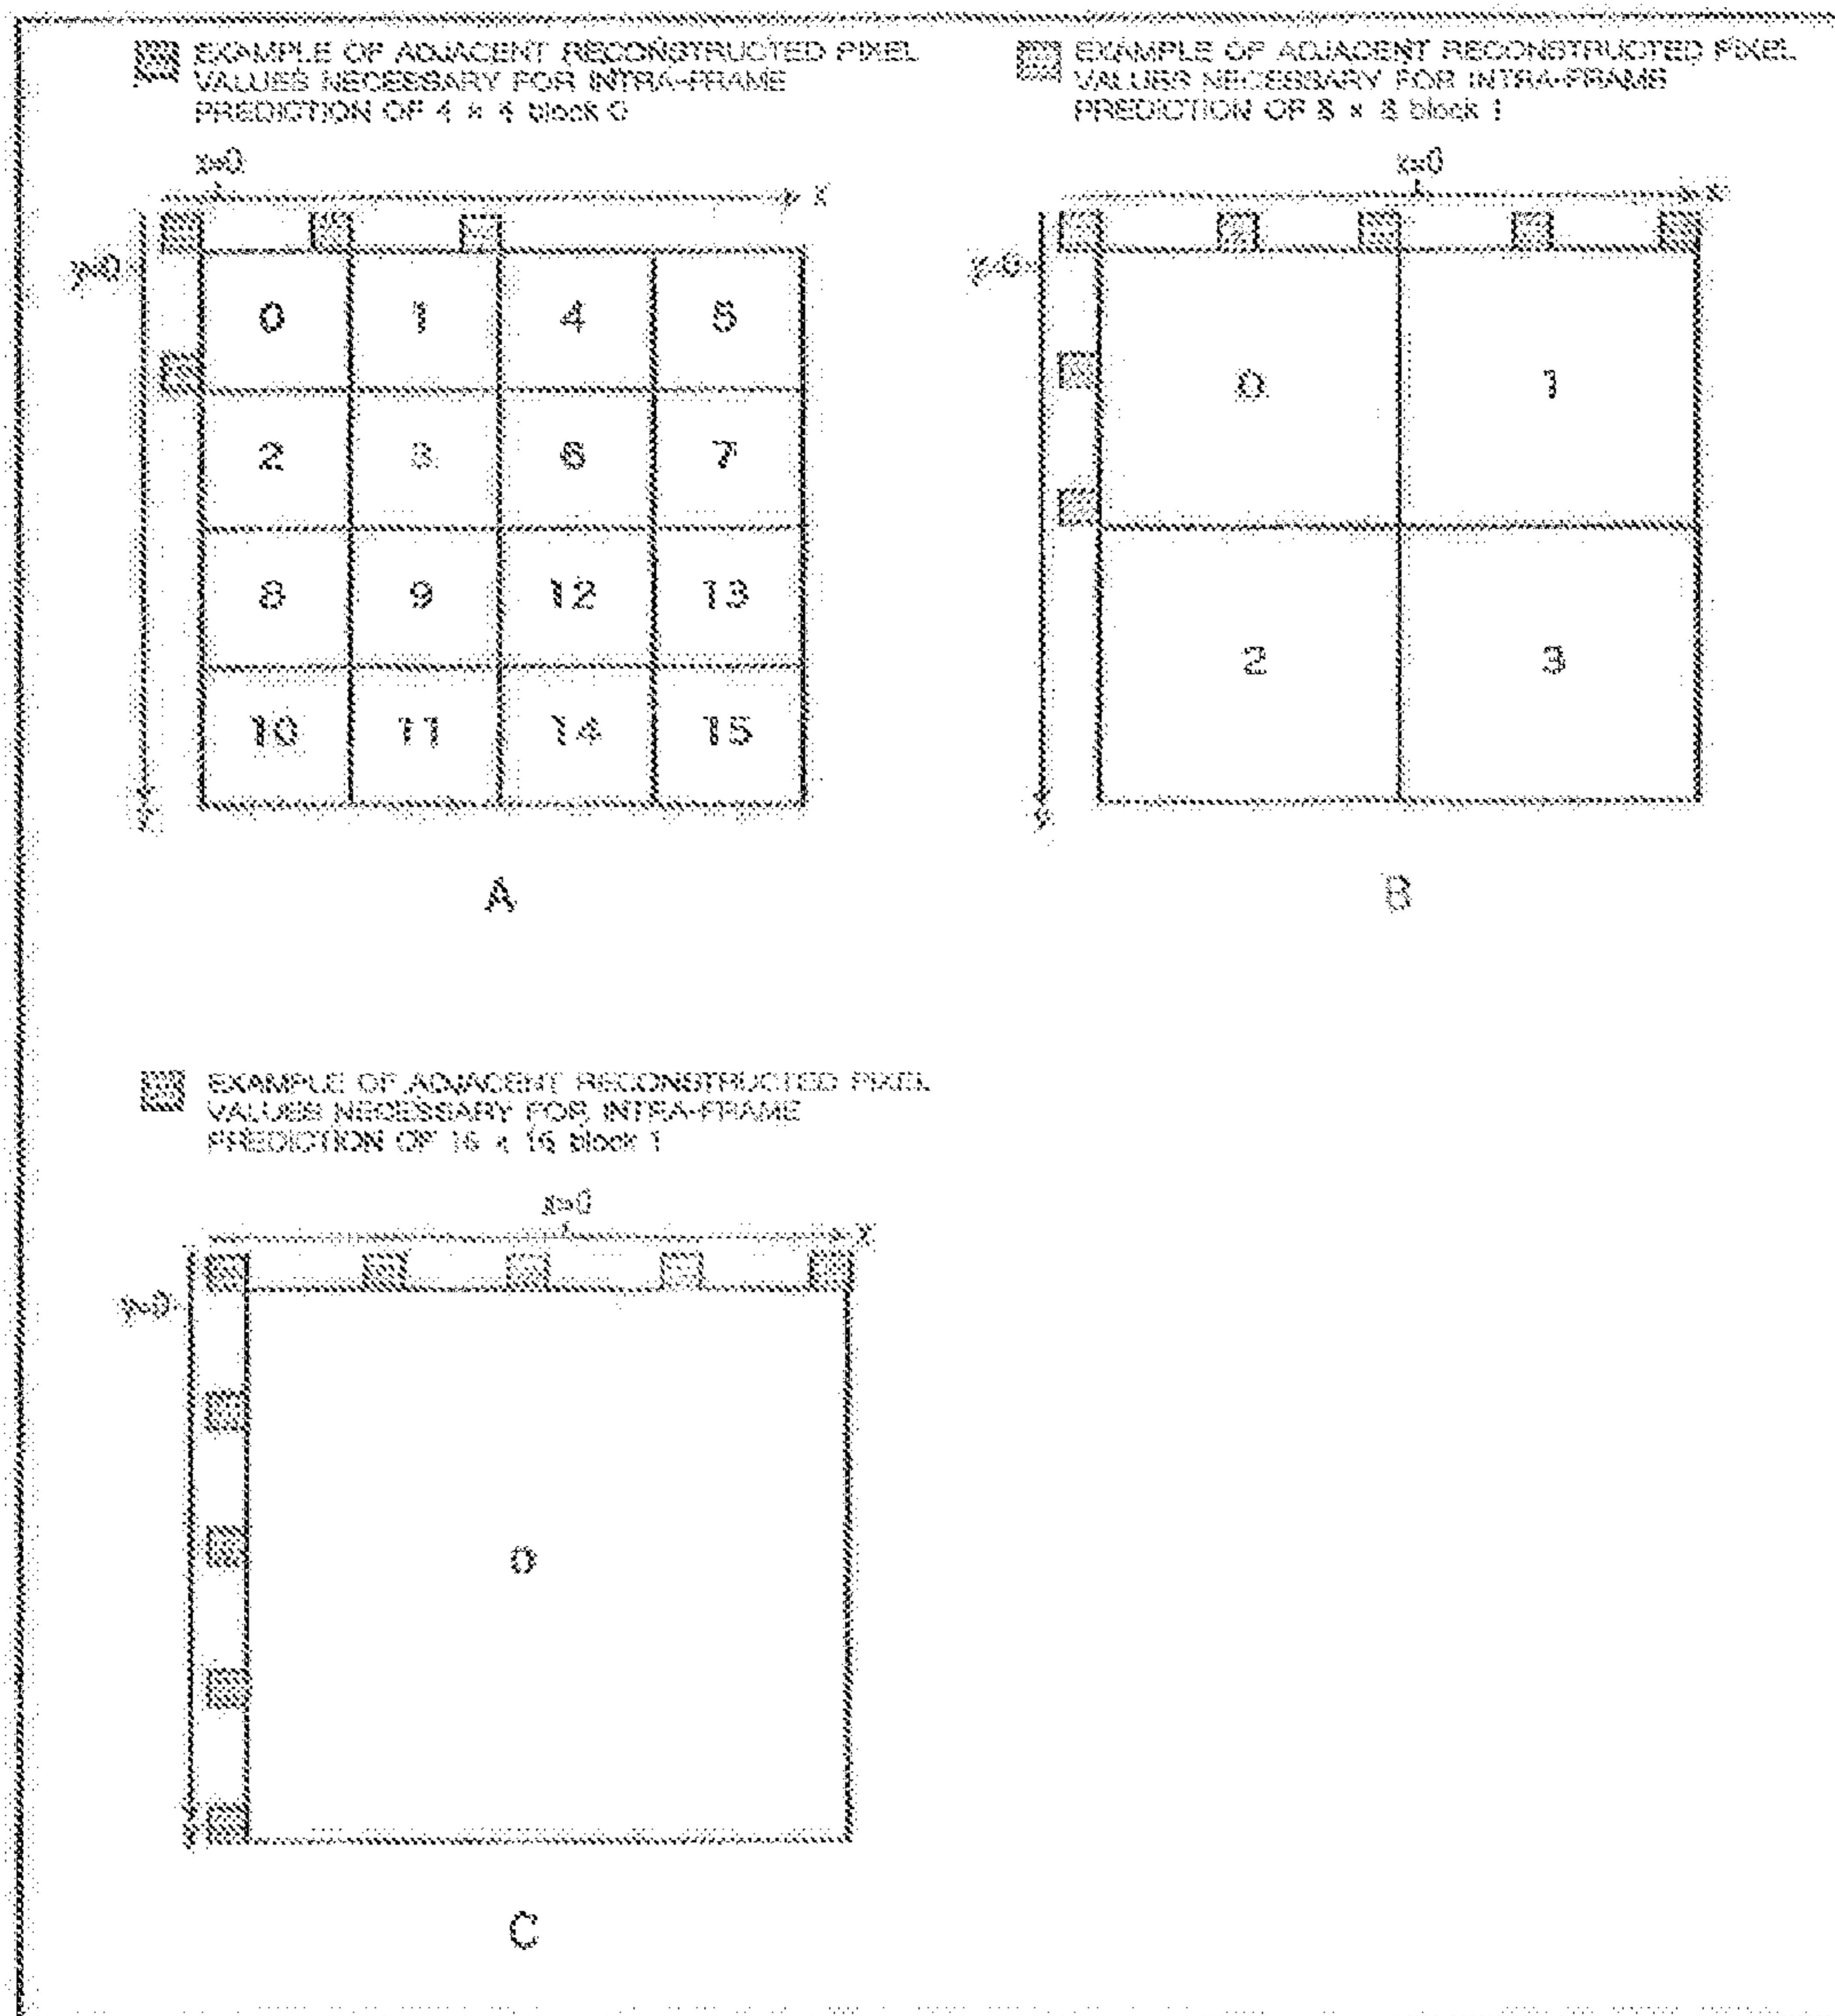 EXAMPLE OF ADJACENT RECONSTRUCTED PIXEL
VALUES NECESSARY FOR INTRA-FRAME
PREDICTION OF 4 × 4 block 0
x=0
x
y=0
0 1 4 5
2 3 6 7
8 9 12 13
10 11 14 15
y
A
EXAMPLE OF ADJACENT RECONSTRUCTED PIXEL
VALUES NECESSARY FOR INTRA-FRAME
PREDICTION OF 8 × 8 block 1
x=0
x
y=0
0 1
2 3
y
B
EXAMPLE OF ADJACENT RECONSTRUCTED PIXEL
VALUES NECESSARY FOR INTRA-FRAME
PREDICTION OF 16 × 16 block 1
x=0
x
y=0
0
C